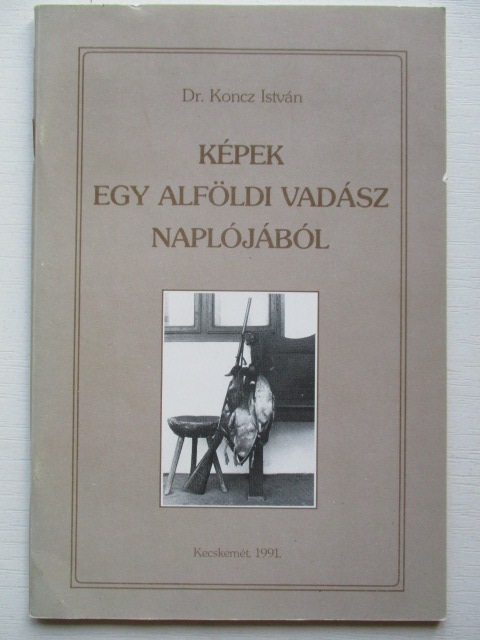 Dr. Koncz István
KÉPEK
EGY ALFÖLDI VADÁSZ
NAPLÓJÁBÓL
Kecskemét, 1991.